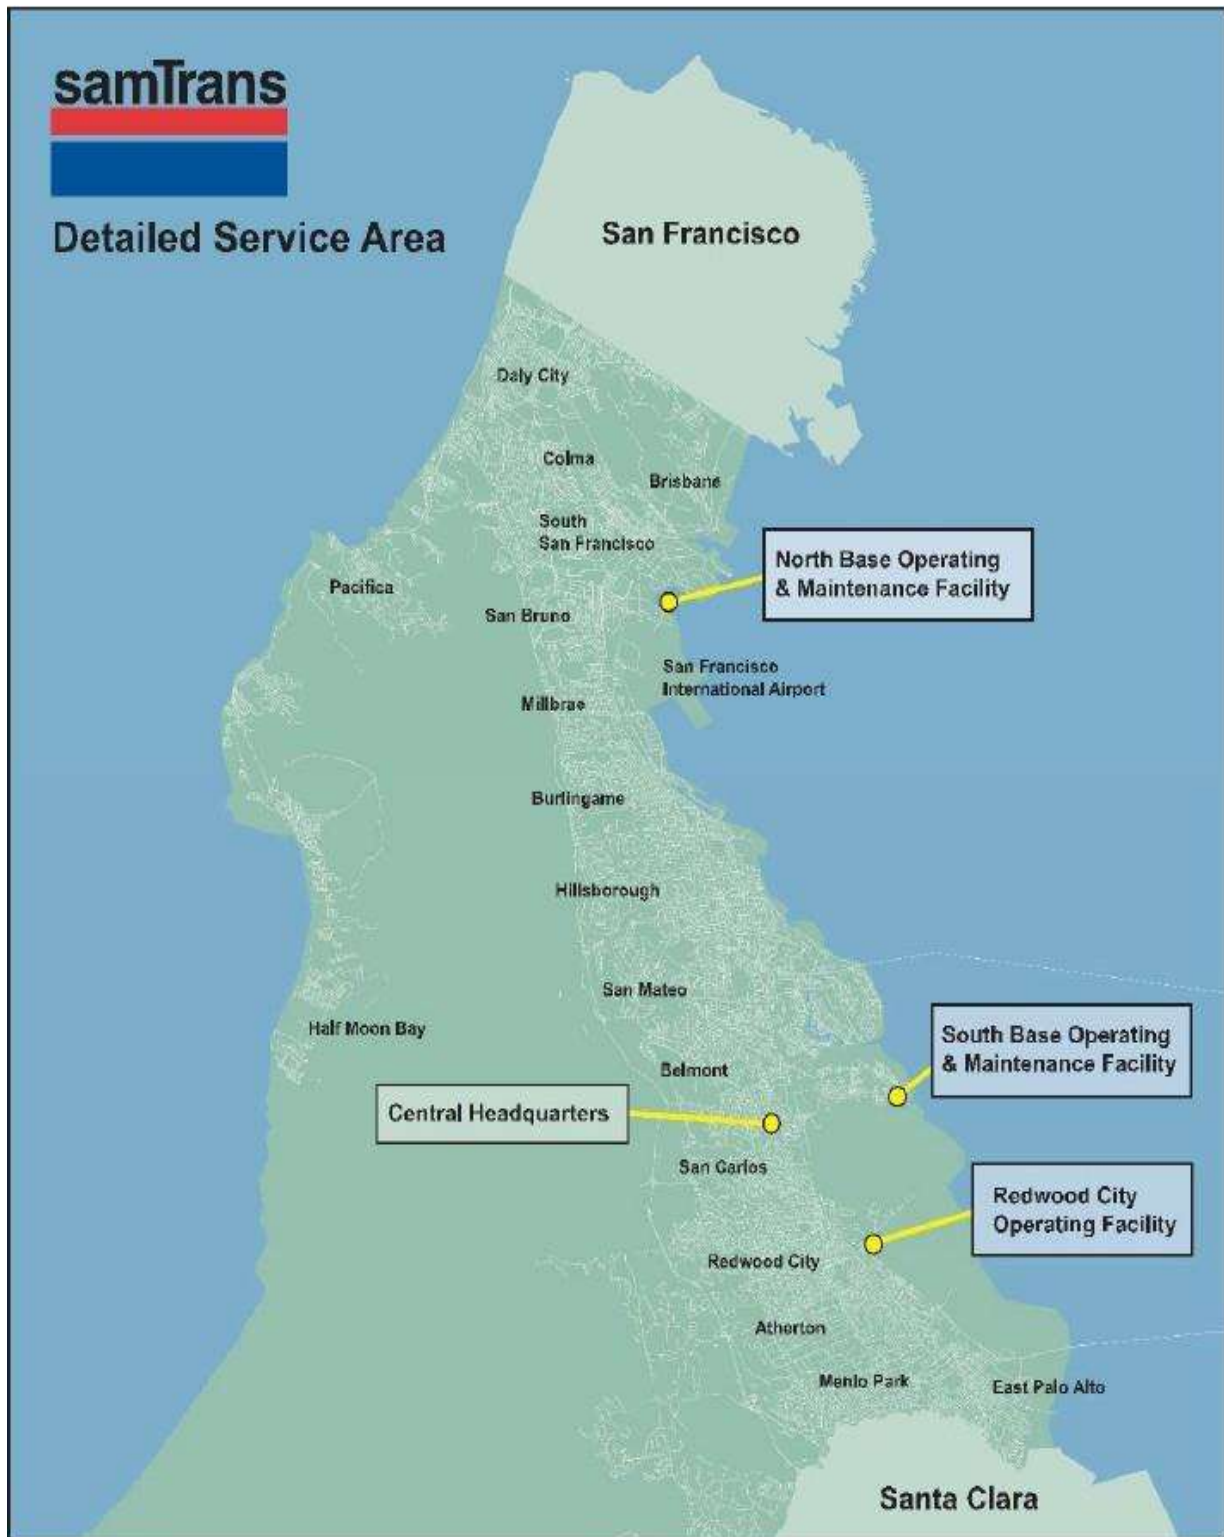 samTrans
Detailed Service Area
San Francisco
Daly City
Colma
Brisbane
South
San Francisco
North Base Operating
& Maintenance Facility
Pacifica
San Bruno
San Francisco
International Airport
Millbrae
Burlingame
Hillsborough
San Mateo
Half Moon Bay
South Base Operating
& Maintenance Facility
Belmont
Central Headquarters
San Carlos
Redwood City
Operating Facility
Redwood City
Atherton
Menlo Park
East Palo Alto
Santa Clara